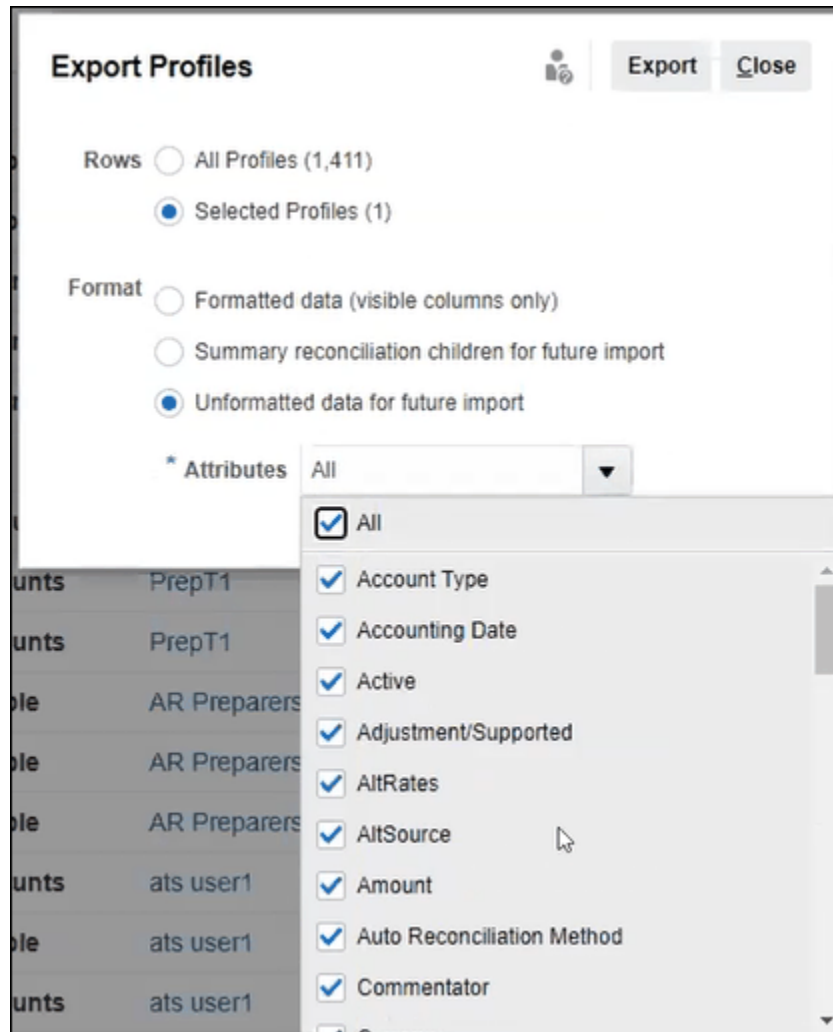 Export Profiles
Export
Close
Rows
All Profiles (1,411)
Selected Profiles (1)
Format
Formatted data (visible columns only)
Summary reconciliation children for future import
Unformatted data for future import
* Attributes All
All
Account Type
unts PrepT1
Accounting Date
unts PrepT1
Active
ble AR Preparers
Adjustment/Supported
ble AR Preparers
AltRates
ble AR Preparers
AltSource
unts ats user1
Amount
ble ats user1
Auto Reconciliation Method
unts ats user1
Commentator